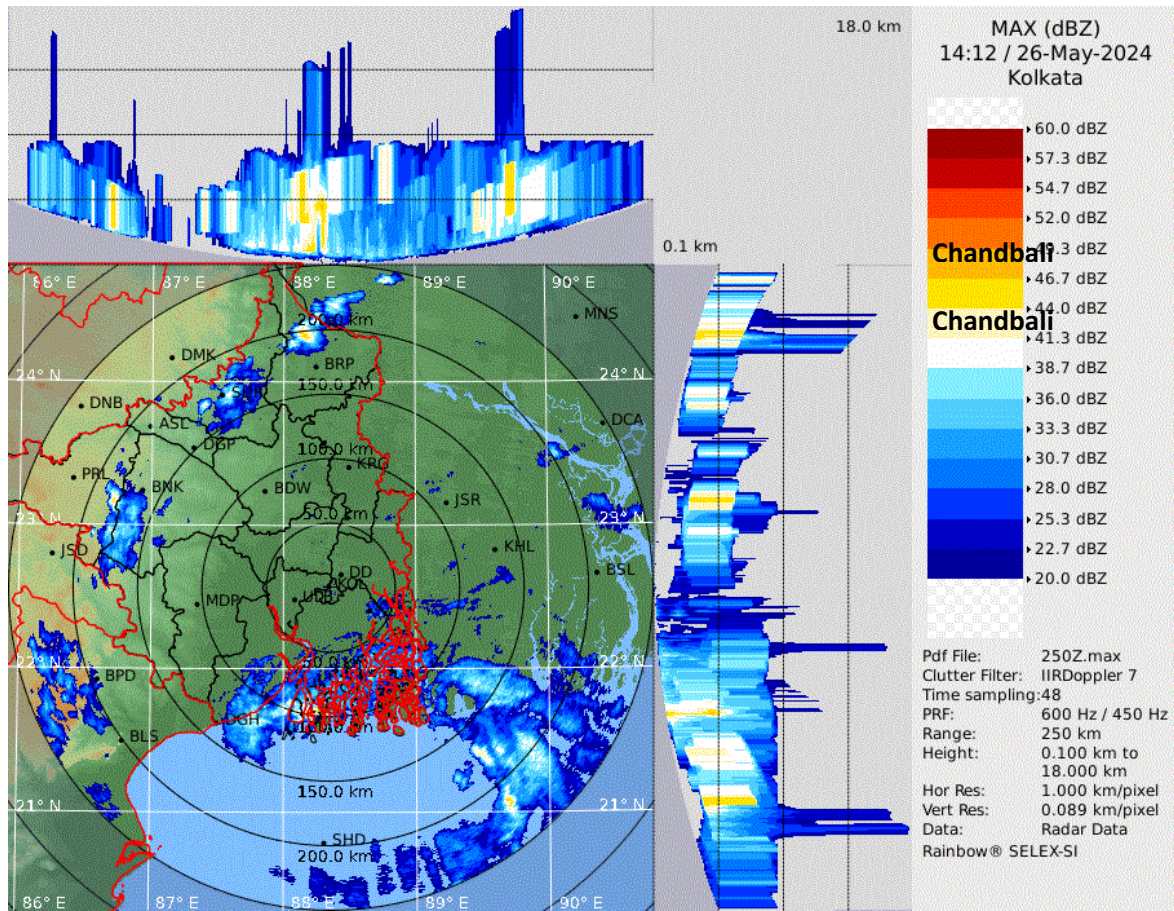 18.0 km
0.1 km
MAX (dBZ)
14:12 / 26-May-2024
Kolkata
60.0 dBZ
57.3 dBZ
54.7 dBZ
52.0 dBZ
Chandbali 49.3 dBZ
46.7 dBZ
44.0 dBZ
Chandbali
41.3 dBZ
38.7 dBZ
36.0 dBZ
33.3 dBZ
30.7 dBZ
28.0 dBZ
25.3 dBZ
22.7 dBZ
20.0 dBZ
Pdf File: 250Z.max
Clutter Filter: IIRDoppler 7
Time sampling:48
PRF: 600 Hz / 450 Hz
Range: 250 km
Height: 0.100 km to
18.000 km
Hor Res: 1.000 km/pixel
Vert Res: 0.089 km/pixel
Data: Radar Data
Rainbow® SELEX-SI
86° E 87° E 88° E 89° E 90° E
MNS
200.0 km
DMK
BRP
24° N 150.0 km 24° N
DNB
ASL
DCA
DGP
100.0 km
KRG
PRL
BNK
BDW
JSR
50.0 km
23° N 23° N
JSD
KHL
DD
BSL
MDP
22° N 22° N
BPD
DGH
BLS
150.0 km
21° N 21° N
SHD
200.0 km
86° E 87° E 88° E 89° E 90° E